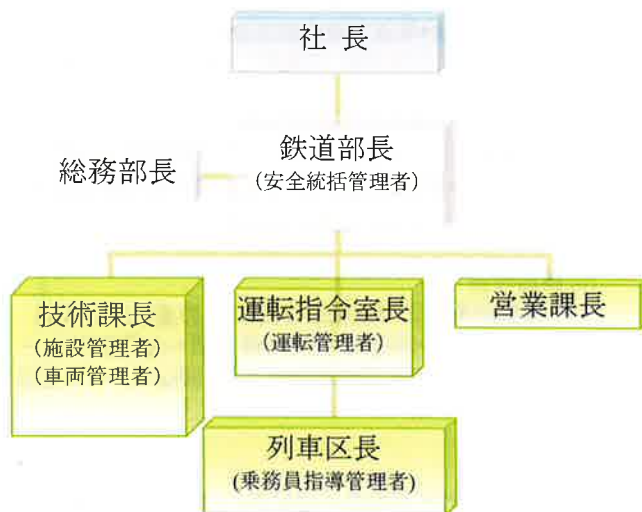 社 長
鉄道部長
(安全統括管理者)
総務部長
技術課長
(施設管理者)
(車両管理者)
運転指令室長
(運転管理者)
営業課長
列車区長
(乗務員指導管理者)